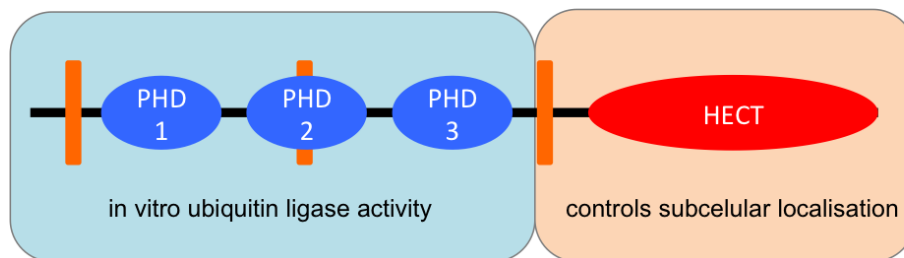 PHD
1
PHD
2
PHD
3
HECT
in vitro ubiquitin ligase activity
controls subcelular localisation